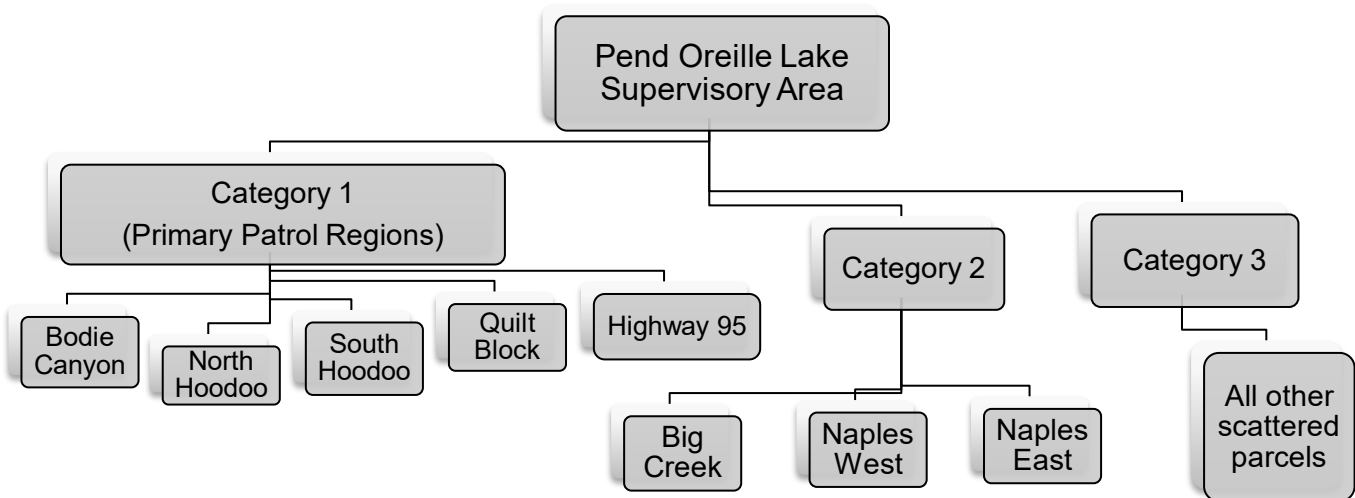 Pend Oreille Lake
Supervisory Area
Category 1
(Primary Patrol Regions)
Category 2
Category 3
Bodie
Canyon
North
Hoodoo
South
Hoodoo
Quilt
Block
Highway 95
Big
Creek
Naples
West
Naples
East
All other
scattered
parcels